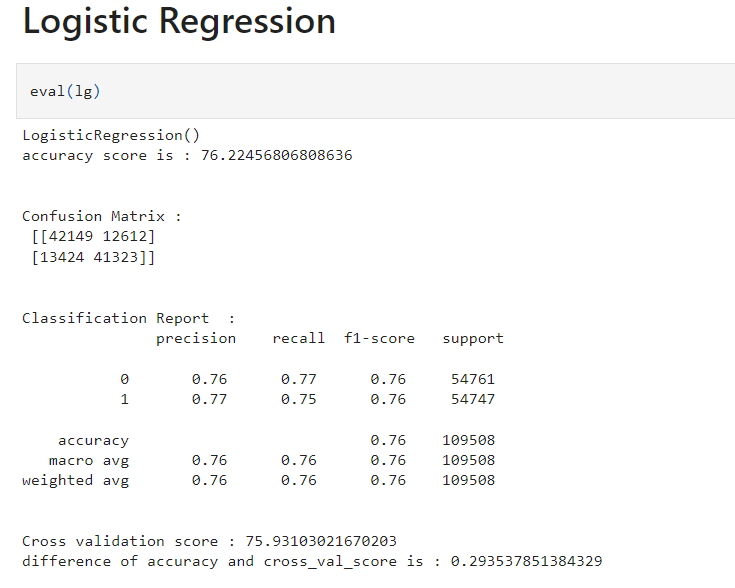 Logistic Regression
eval(lg)
LogisticRegression()
accuracy score is : 76.22456806808636
Confusion Matrix :
[[42149 12612]
[13424 41323]]
Classification Report  :
precision    recall  f1-score   support
0       0.76      0.77      0.76     54761
1       0.77      0.75      0.76     54747
accuracy                           0.76    109508
macro avg       0.76      0.76      0.76    109508
weighted avg       0.76      0.76      0.76    109508
Cross validation score : 75.93103021670203
difference of accuracy and cross_val_score is : 0.293537851384329